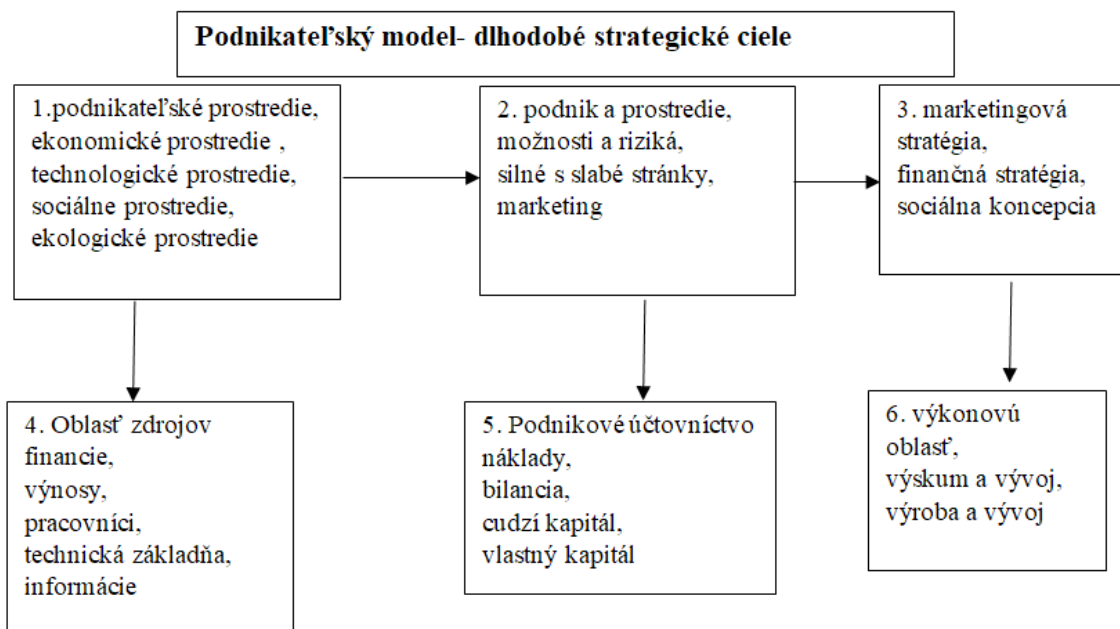 Podnikateľský model- dlhodobé strategické ciele
1.podnikateľské prostredie,
ekonomické prostredie ,
technologické prostredie,
sociálne prostredie,
ekologické prostredie
2. podnik a prostredie,
možnosti a riziká,
silné s slabé stránky,
marketing
3. marketingová
stratégia,
finančná stratégia,
sociálna koncepcia
4. Oblasť zdrojov
financie,
výnosy,
pracovníci,
technická základňa,
informácie
5. Podnikové účtovníctvo
náklady,
bilancia,
cudzí kapitál,
vlastný kapitál
6. výkonovú
oblasť,
výskum a vývoj,
výroba a vývoj